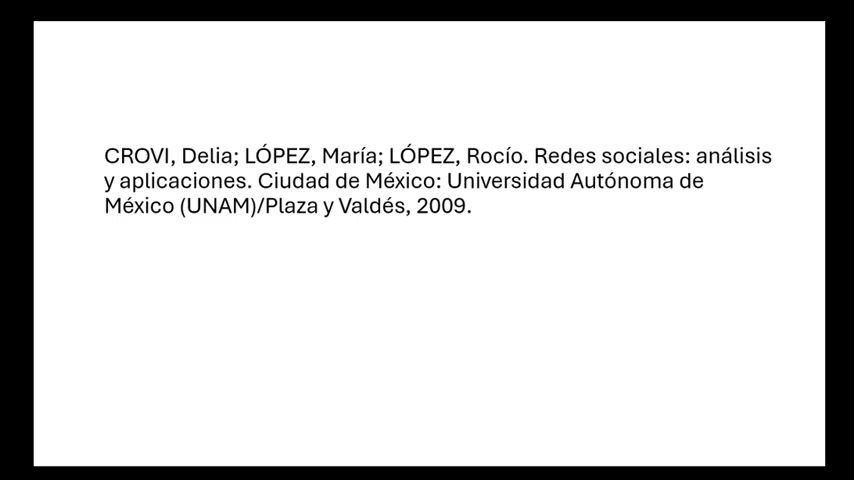 CROVI, Delia; LÓPEZ, María; LÓPEZ, Rocío. Redes sociales: análisis
y aplicaciones. Ciudad de México: Universidad Autónoma de
México (UNAM)/Plaza y Valdés, 2009.